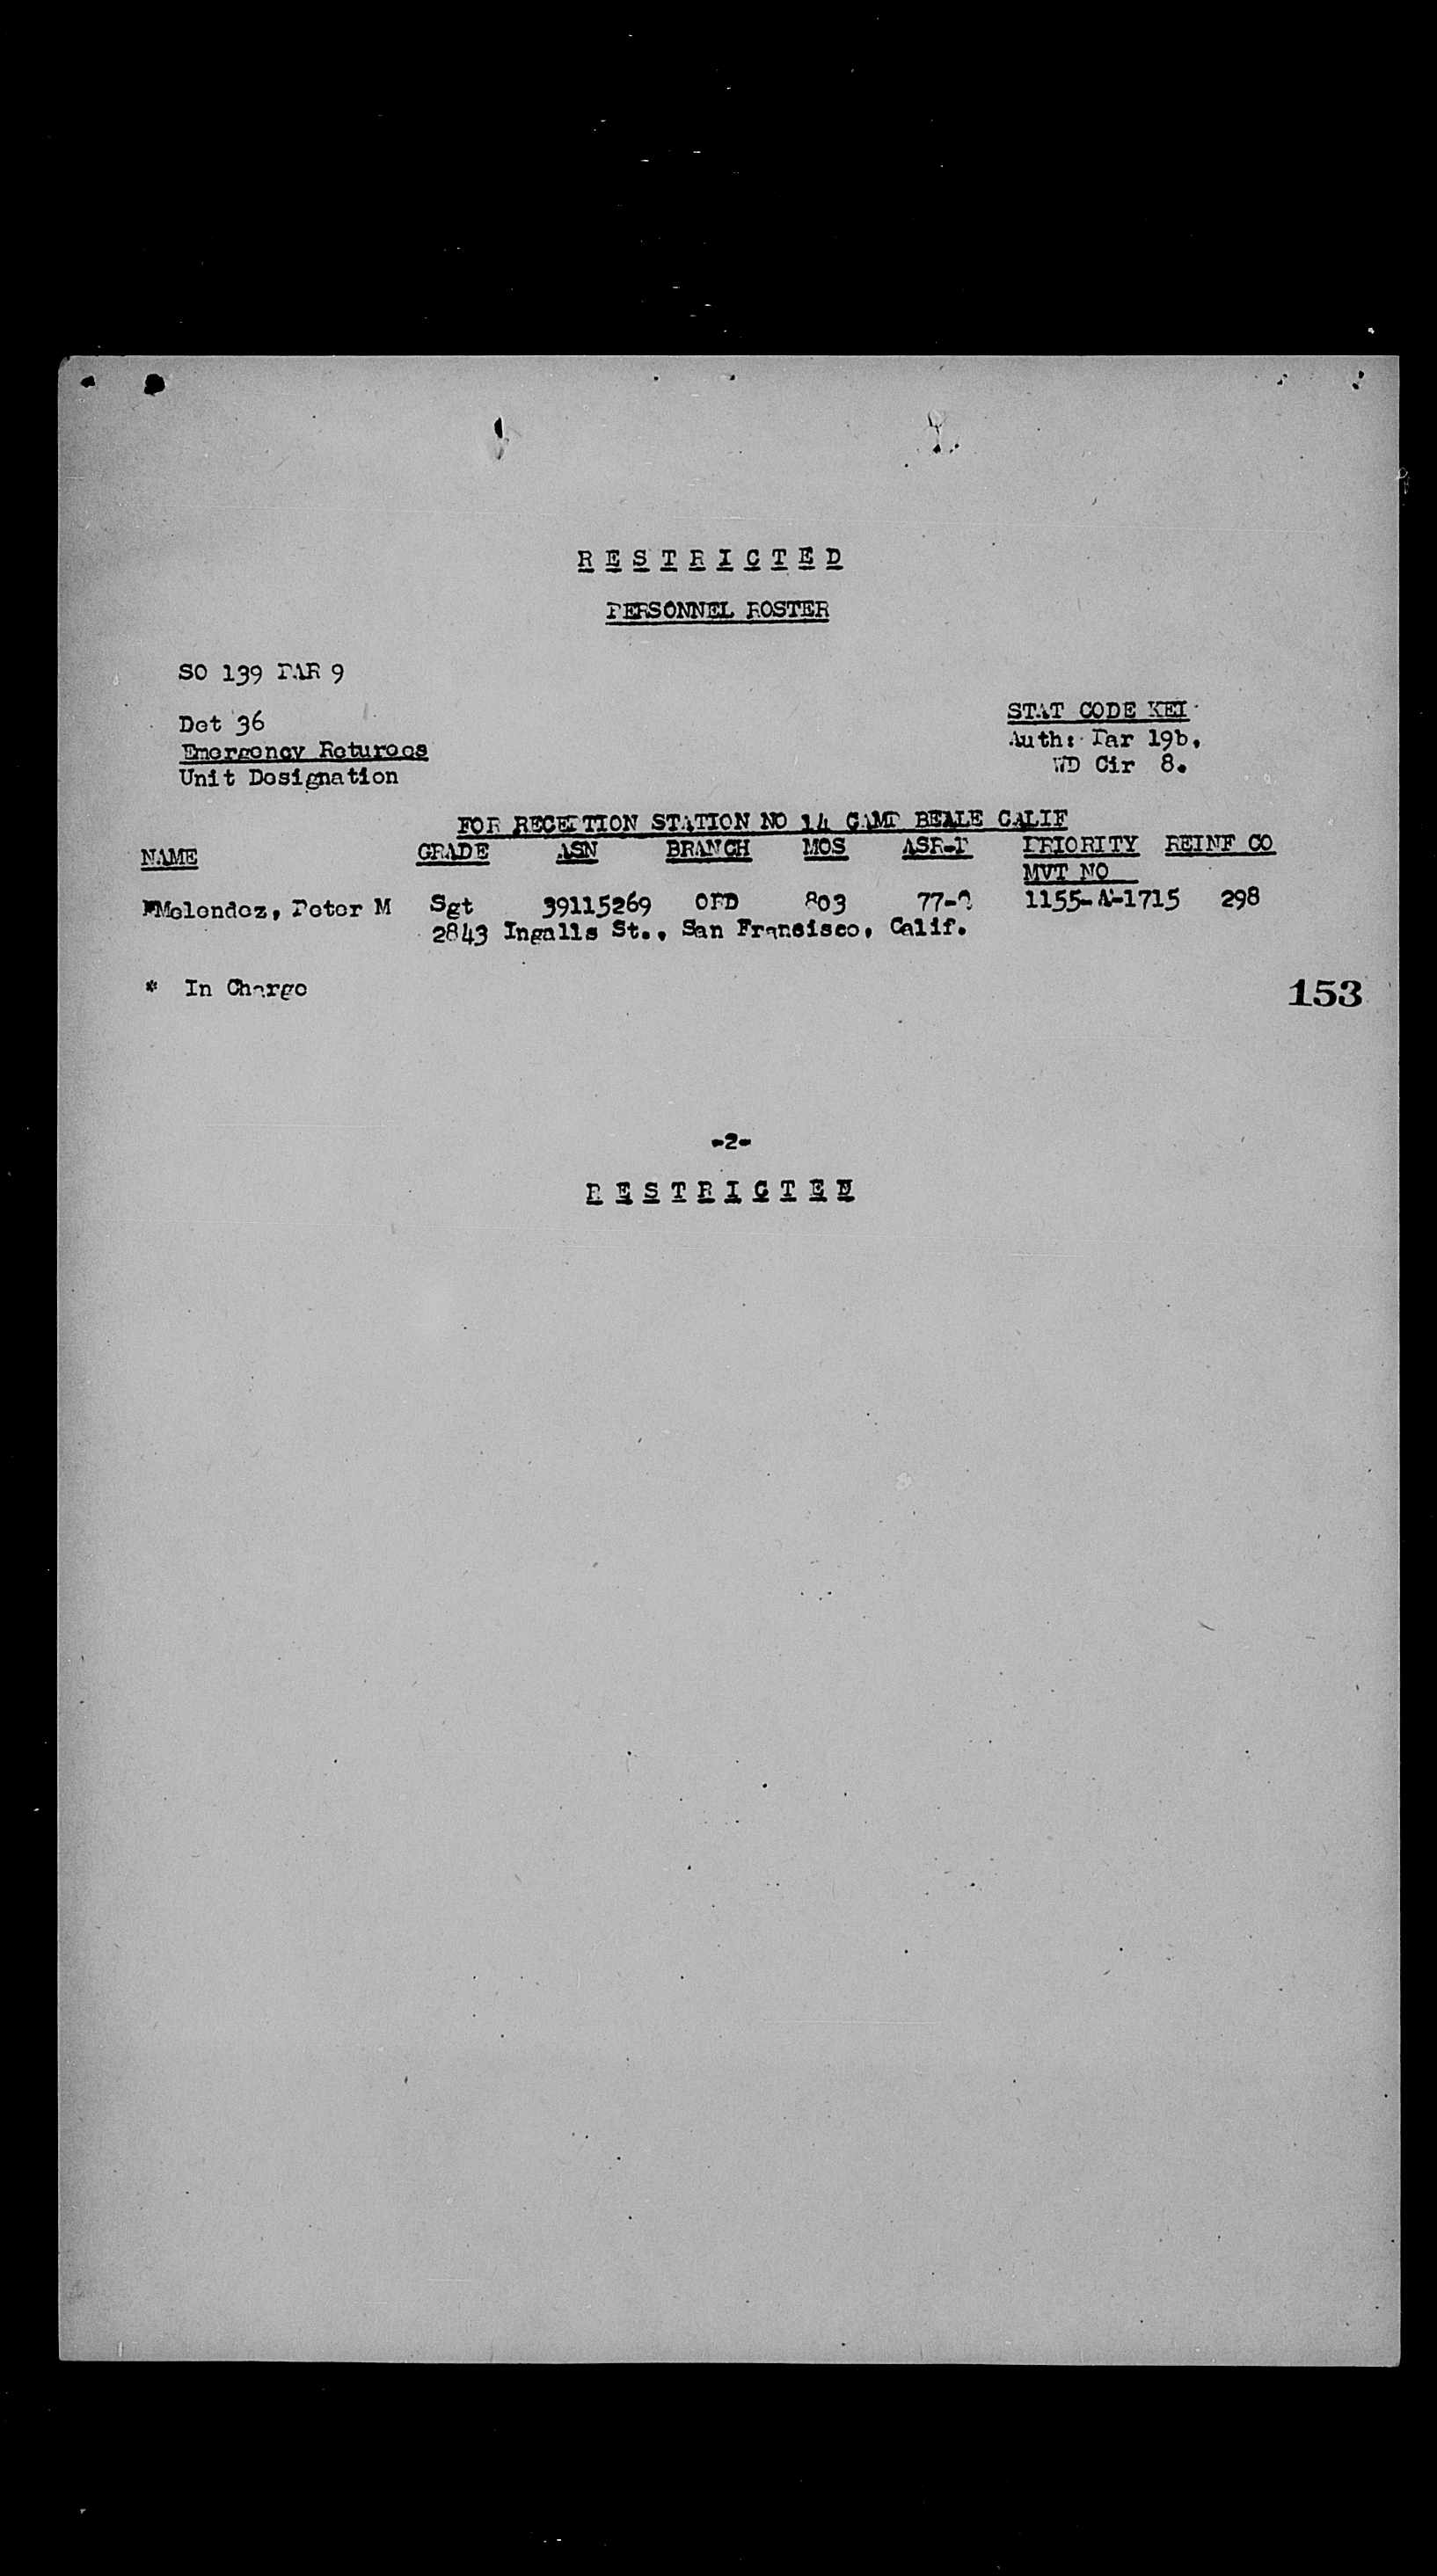 R E S T R I C T E D
PERSONNEL ROSTER
SO 139 PAR 9
Det 36
Emergency Returees
Unit Designation
STAT CODE KEI
Auth: Par 19b,
WD Cir 8.
FOR RECEPTION STATION NO 14 CAMP BEALE CALIF
NAME GRADE ASN BRANCH MOS ASR-P PRIORITY REINF CO
MVT NO
*Melendez, Peter M Sgt 39115269 ORD 803 1155-A-1715 298
2843 Ingalls St., San Francisco, Calif.
* In Charge
153
-2-
R E S T R I C T E D